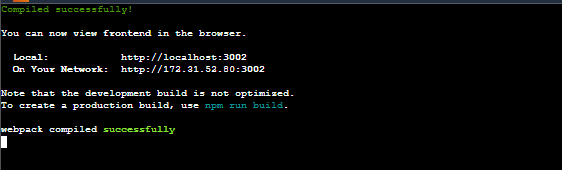 Compiled successfully!
You can now view frontend in the browser.
Local: http://localhost:3002
On Your Network: http://172.31.52.80:3002
Note that the development build is not optimized.
To create a production build, use npm run build.
webpack compiled successfully